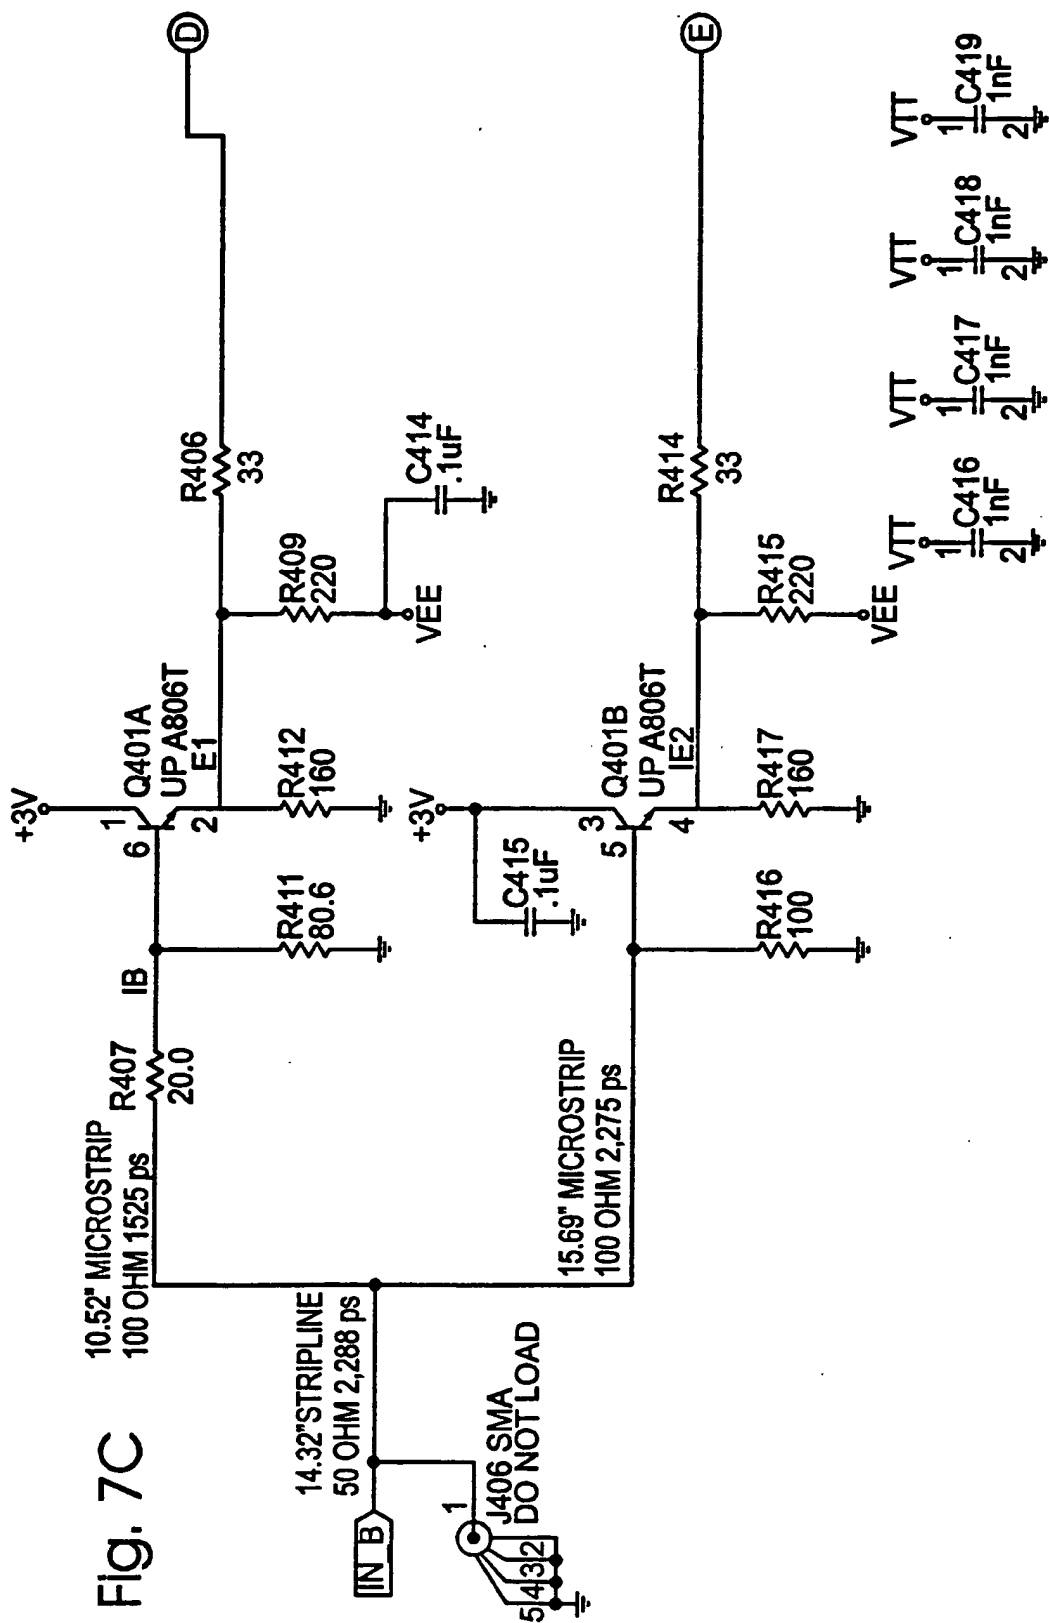 Fig. 7C
10.52" MICROSTRIP
100 OHM 1525 ps
R407
20.0
IB
6
+3V
1
Q401A
UPA806T
2
E1
R411
80.6
R412
160
R409
220
VEE
C414
.1uF
R406
33
D
14.32"STRIPLINE
50 OHM 2,288 ps
IN_B
1
J406 SMA
DO NOT LOAD
5 4 3 2
15.69" MICROSTRIP
100 OHM 2,275 ps
+3V
C415
.1uF
3
5
4
Q401B
UPA806T
IE2
R416
100
R417
160
R415
220
VEE
R414
33
E
VTT
1
C416
1nF
2
VTT
1
C417
1nF
2
VTT
1
C418
1nF
2
VTT
1
C419
1nF
2